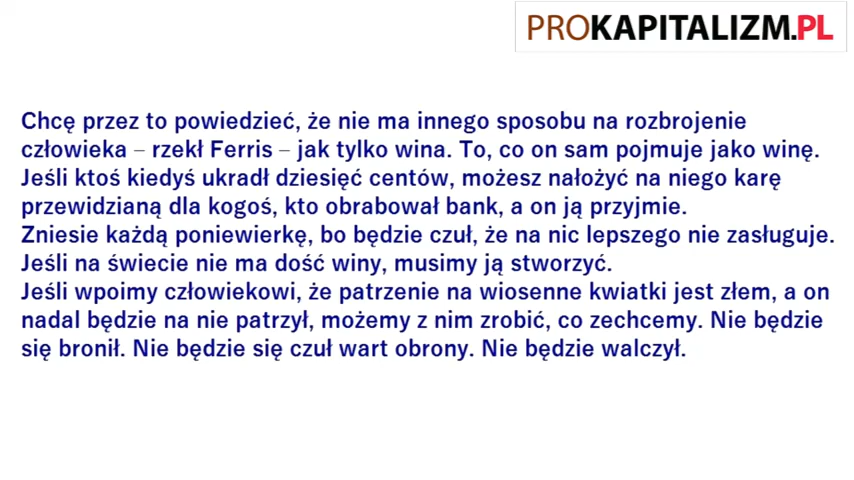 PROKAPITALIZM.PL
Chcę przez to powiedzieć, że nie ma innego sposobu na rozbrojenie
człowieka – rzekł Ferris – jak tylko wina. To, co on sam pojmuje jako winę.
Jeśli ktoś kiedyś ukradł dziesięć centów, możesz nałożyć na niego karę
przewidzianą dla kogoś, kto obrabował bank, a on ją przyjmie.
Zniesie każdą poniewierkę, bo będzie czuł, że na nic lepszego nie zasługuje.
Jeśli na świecie nie ma dość winy, musimy ją stworzyć.
Jeśli wpoimy człowiekowi, że patrzenie na wiosenne kwiatki jest złem, a on
nadal będzie na nie patrzył, możemy z nim zrobić, co zechcemy. Nie będzie
się bronił. Nie będzie się czuł wart obrony. Nie będzie walczył.